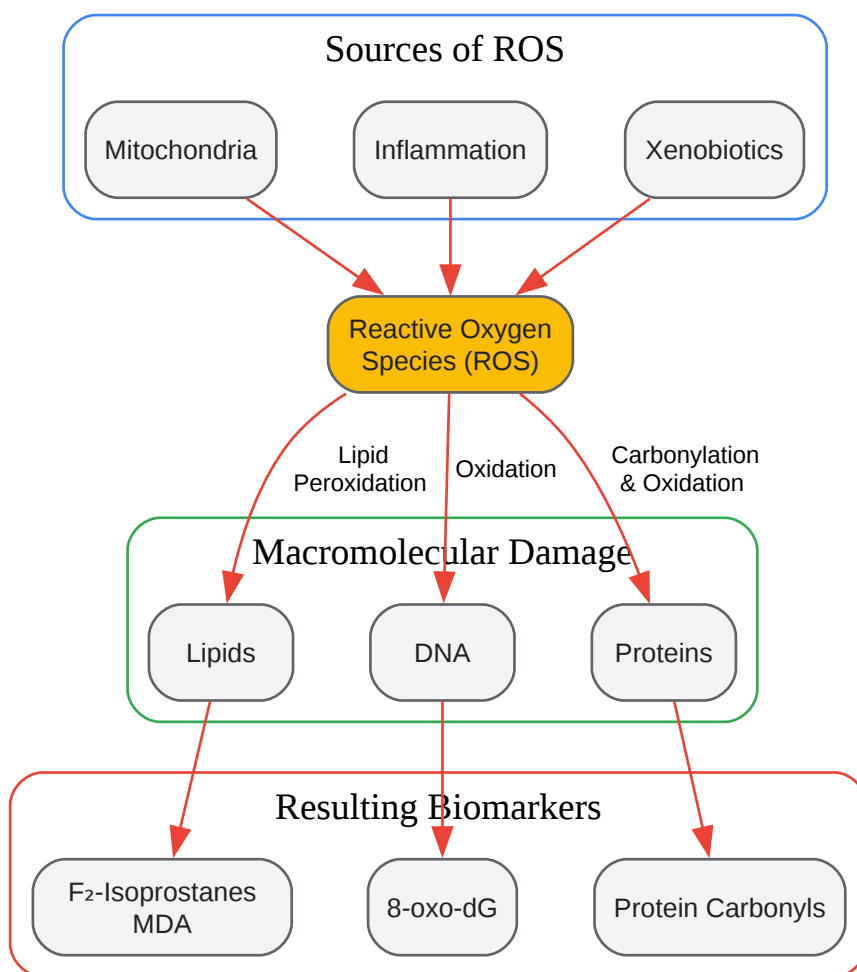 Sources of ROS
Mitochondria
Inflammation
Xenobiotics
Reactive Oxygen
Species (ROS)
Lipid
Peroxidation
Oxidation
Carbonylation
& Oxidation
Macromolecular Damage
Lipids
DNA
Proteins
Resulting Biomarkers
F₂-Isoprostanes
MDA
8-oxo-dG
Protein Carbonyls